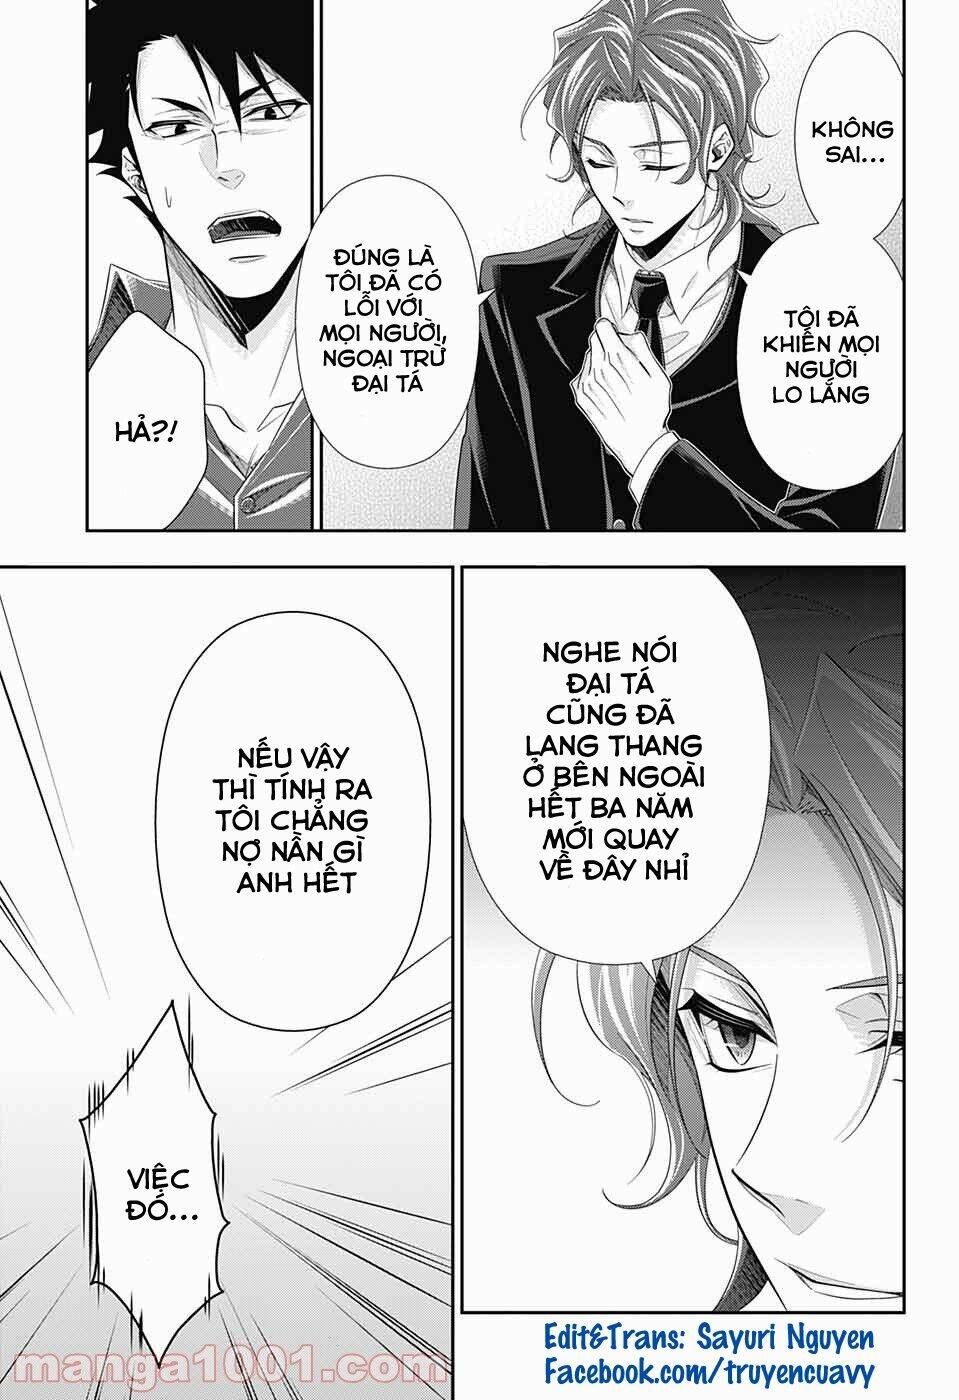 KHÔNG
SAI...
TÔI ĐÃ
KHIẾN MỌI
NGƯỜI
LO LẮNG
ĐÚNG LÀ
TÔI ĐÃ CÓ
LỖI VỚI
MỌI NGƯỜI,
NGOẠI TRỪ
ĐẠI TÁ
HẢ?!
NGHE NÓI
ĐẠI TÁ
CŨNG ĐÃ
LANG THANG
Ở BÊN NGOÀI
HẾT BA NĂM
MỚI QUAY
VỀ ĐÂY NHỈ
NẾU VẬY
THÌ TÍNH RA
TÔI CHẲNG
NỢ NẦN GÌ
ANH HẾT
VIỆC
ĐÓ...
Edit&Trans: Sayuri Nguyen
Facebook.com/truyencuavy
manga1001.com